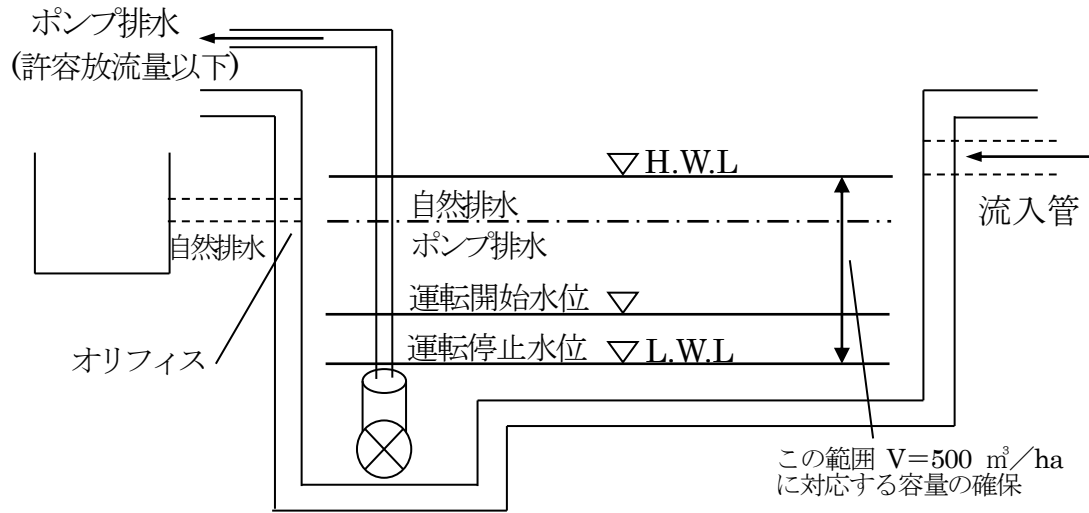 ポンプ排水
(許容放流量以下)
H.W.L
自然排水
流入管
自然排水
ポンプ排水
運転開始水位
オリフィス
運転停止水位 L.W.L
この範囲 V=500 ㎥/ha
に対応する容量の確保